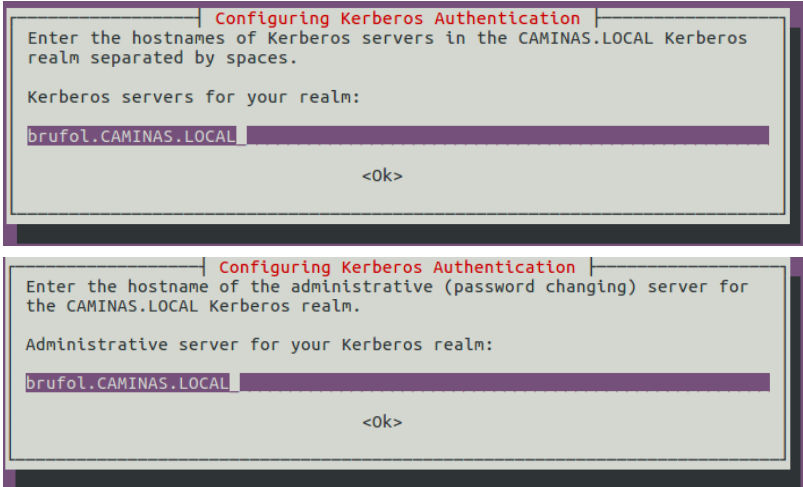 Configuring Kerberos Authentication
Enter the hostnames of Kerberos servers in the CAMINAS.LOCAL Kerberos
realm separated by spaces.
Kerberos servers for your realm:
brufol.CAMINAS.LOCAL
<Ok>
Configuring Kerberos Authentication
Enter the hostname of the administrative (password changing) server for
the CAMINAS.LOCAL Kerberos realm.
Administrative server for your Kerberos realm:
brufol.CAMINAS.LOCAL
<Ok>